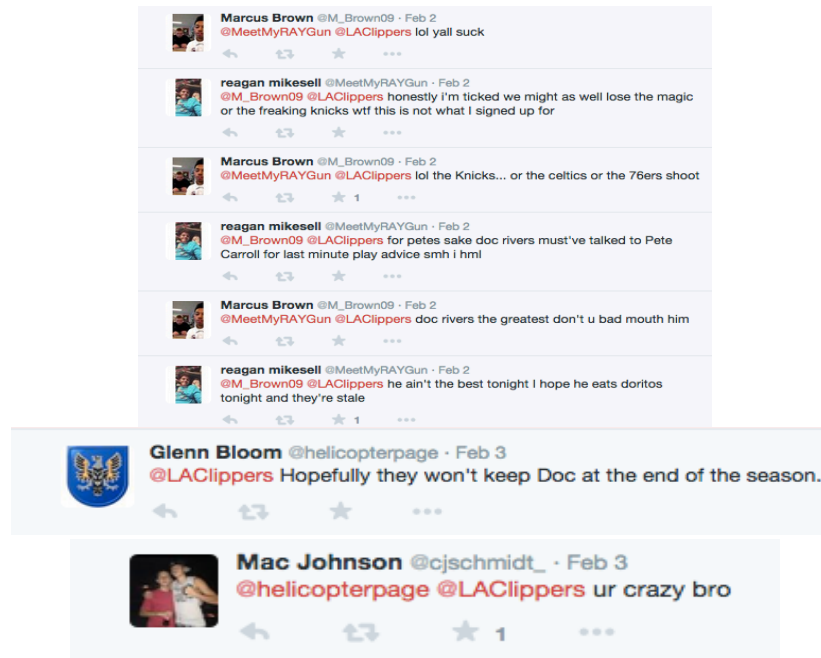 Marcus Brown @M_Brown09 · Feb 2
@MeetMyRAYGun @LAClippers lol yall suck
reagan mikesell @MeetMyRAYGun · Feb 2
@M_Brown09 @LAClippers honestly i'm ticked we might as well lose the magic
or the freaking knicks wtf this is not what I signed up for
Marcus Brown @M_Brown09 · Feb 2
@MeetMyRAYGun @LAClippers lol the Knicks... or the celtics or the 76ers shoot
1
reagan mikesell @MeetMyRAYGun · Feb 2
@M_Brown09 @LAClippers for petes sake doc rivers must've talked to Pete
Carroll for last minute play advice smh i hml
Marcus Brown @M_Brown09 · Feb 2
@MeetMyRAYGun @LAClippers doc rivers the greatest don't u bad mouth him
reagan mikesell @MeetMyRAYGun · Feb 2
@M_Brown09 @LAClippers he ain't the best tonight I hope he eats doritos
tonight and they're stale
1
Glenn Bloom @helicopterpage · Feb 3
@LAClippers Hopefully they won't keep Doc at the end of the season.
Mac Johnson @cjschmidt_ · Feb 3
@helicopterpage @LAClippers ur crazy bro
1